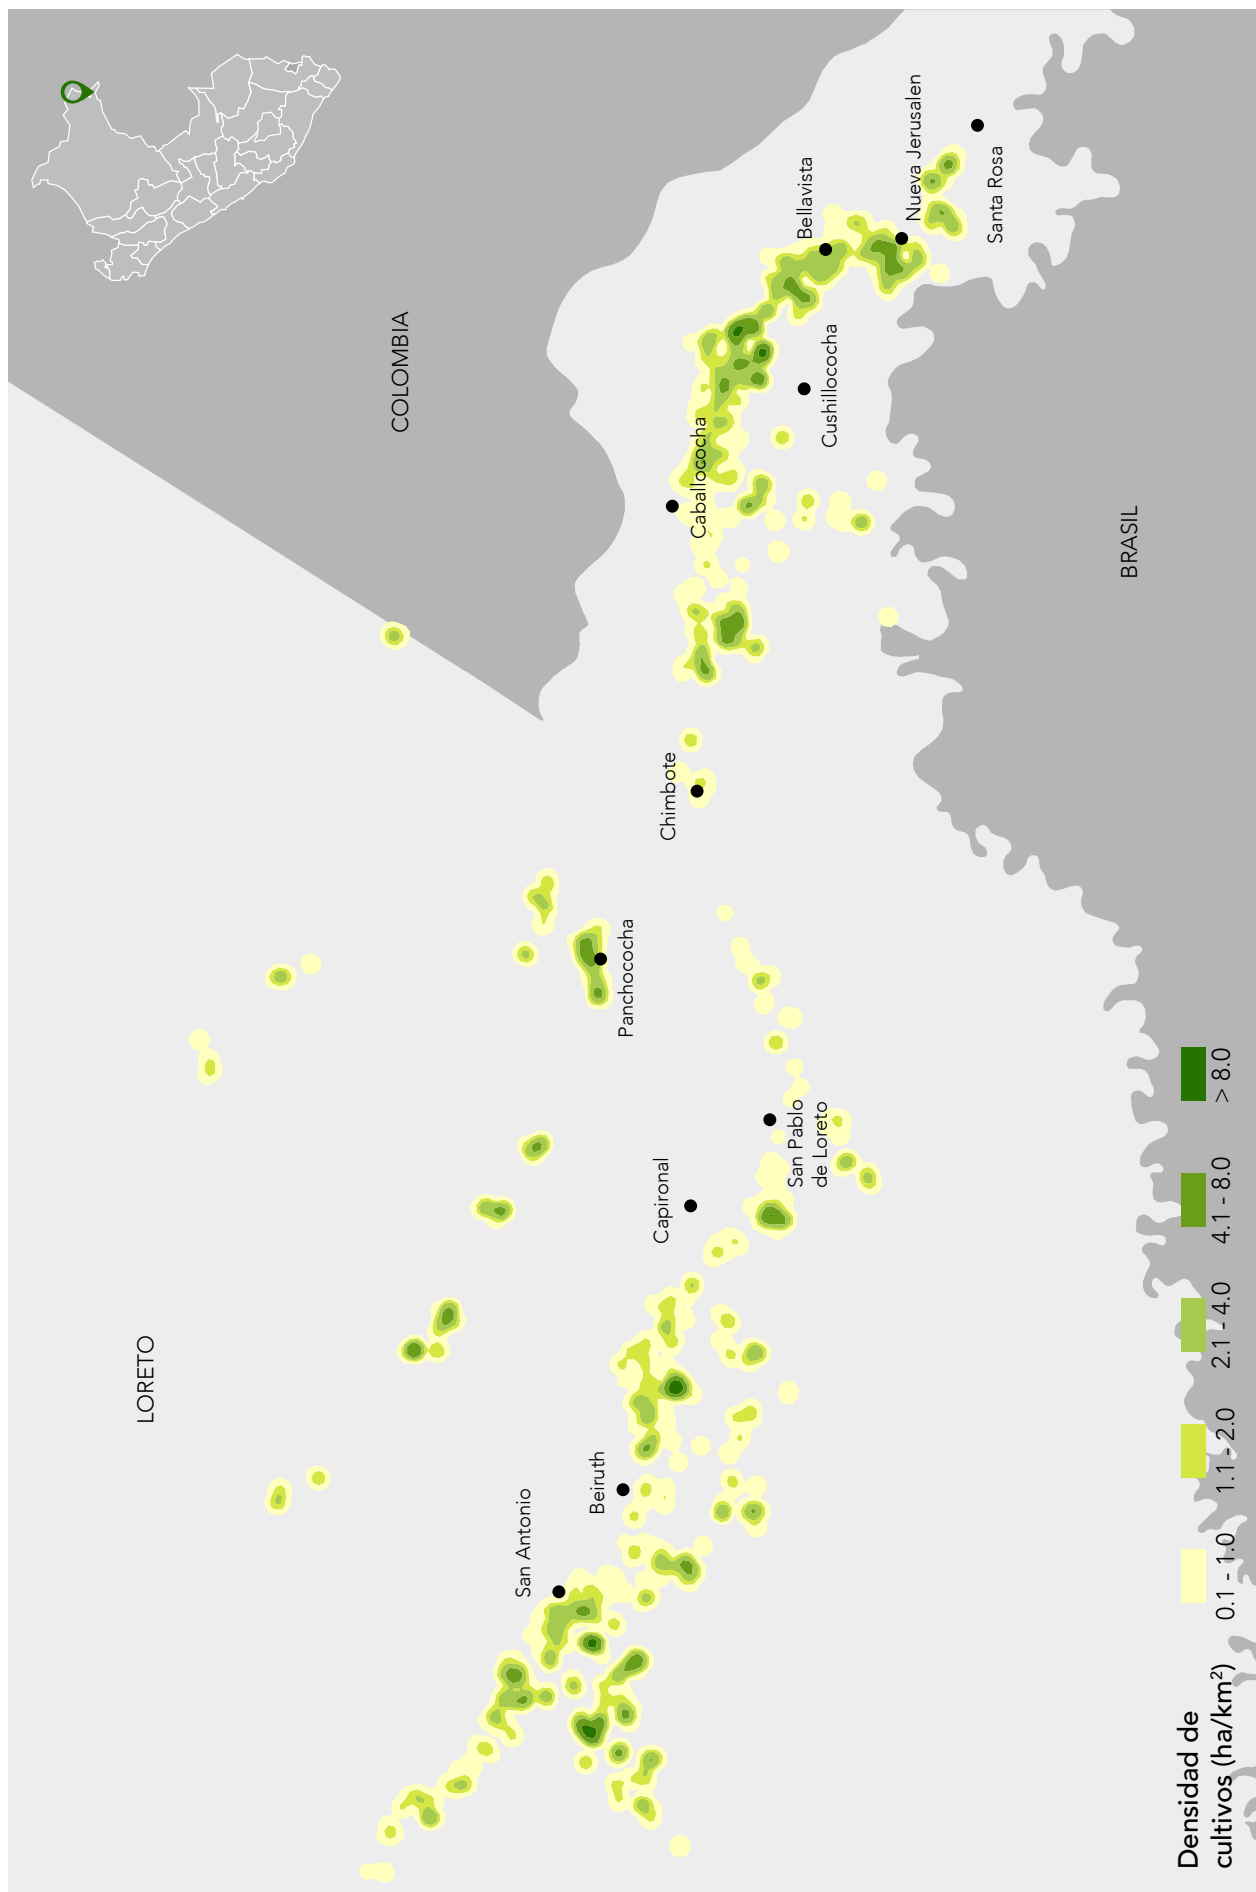 LORETO
COLOMBIA
BRASIL
San Antonio
Beiruth
Capironal
San Pablo
de Loreto
Panchococha
Chimbote
Caballococha
Cushillococha
Bellavista
Nueva Jerusalen
Santa Rosa
Densidad de
cultivos (ha/km²)
0.1 - 1.0
1.1 - 2.0
2.1 - 4.0
4.1 - 8.0
> 8.0